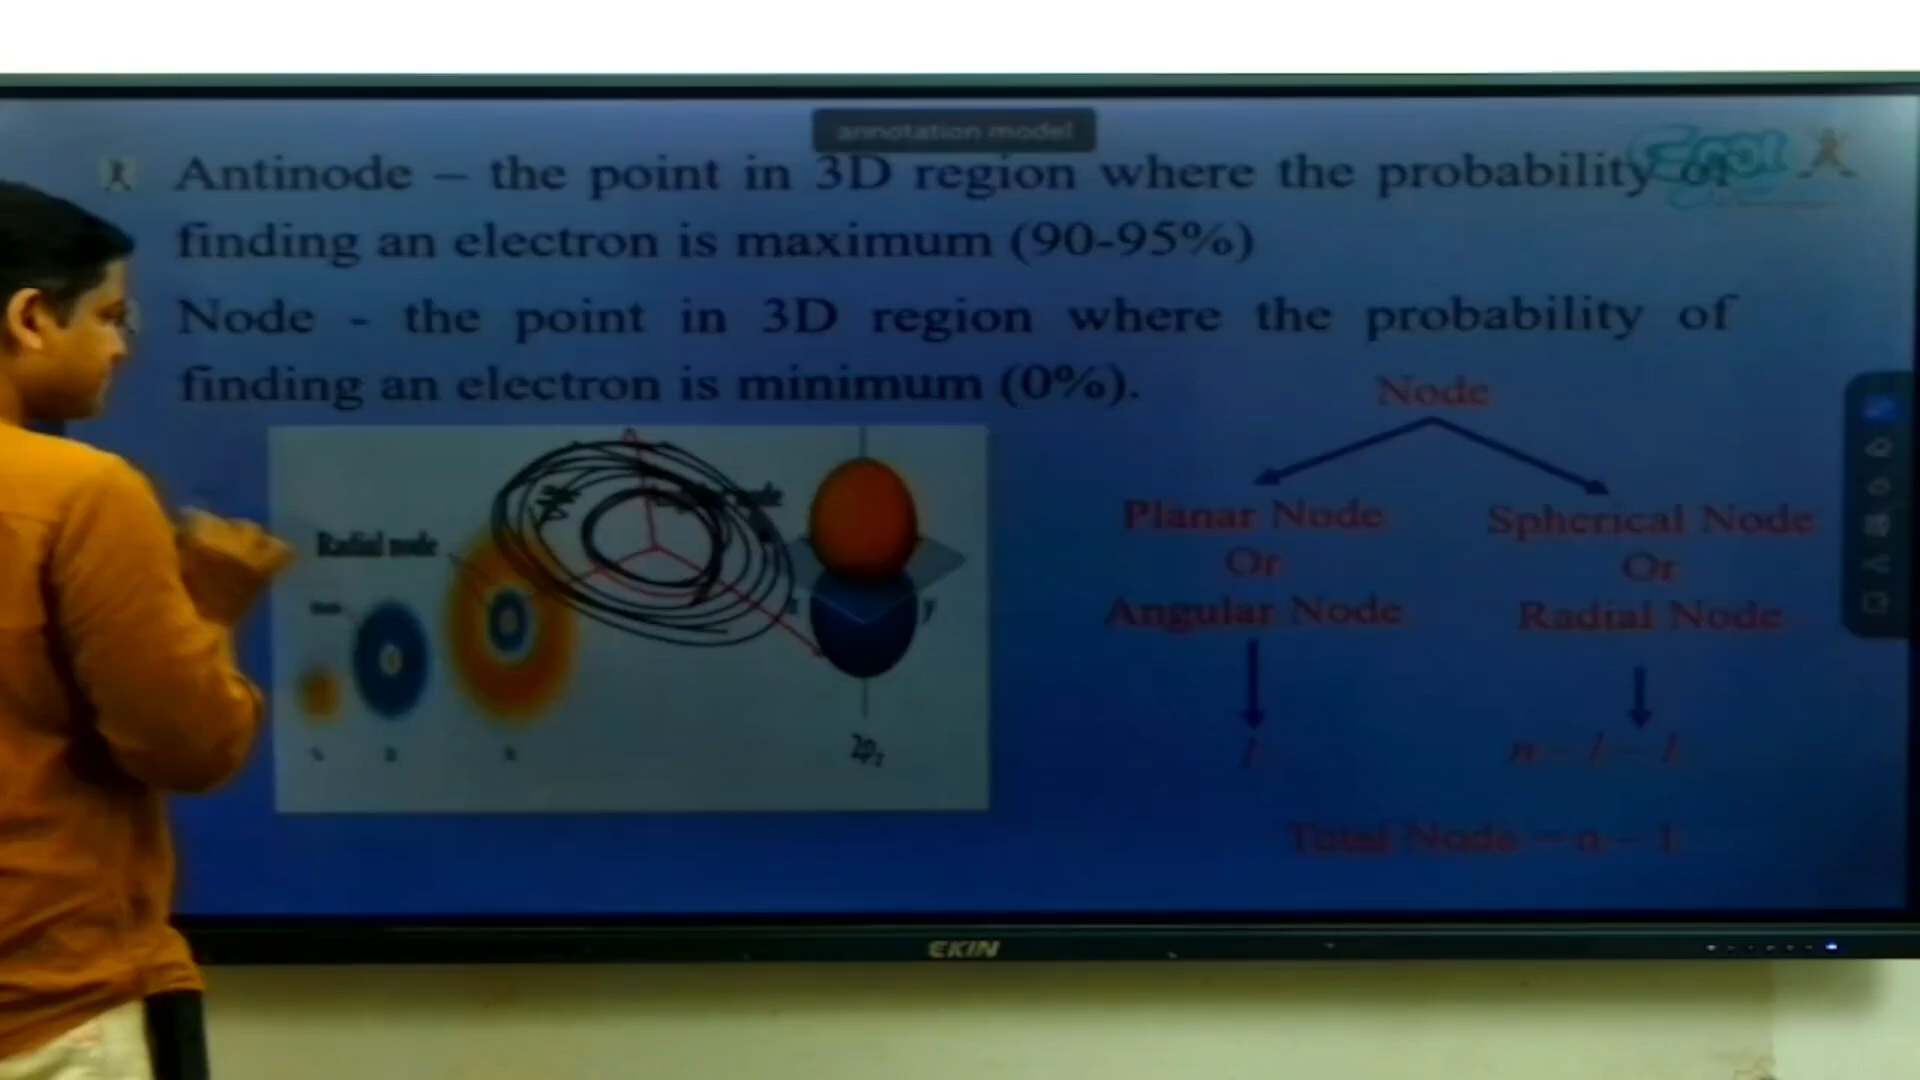 annotation model
Antinode – the point in 3D region where the probability of
finding an electron is maximum (90-95%)
Node - the point in 3D region where the probability of
finding an electron is minimum (0%).
Node
Planar Node
Or
Angular Node
Spherical Node
Or
Radial Node
Radial node
node
x
y
2p
Total Node = n - 1
EKIN